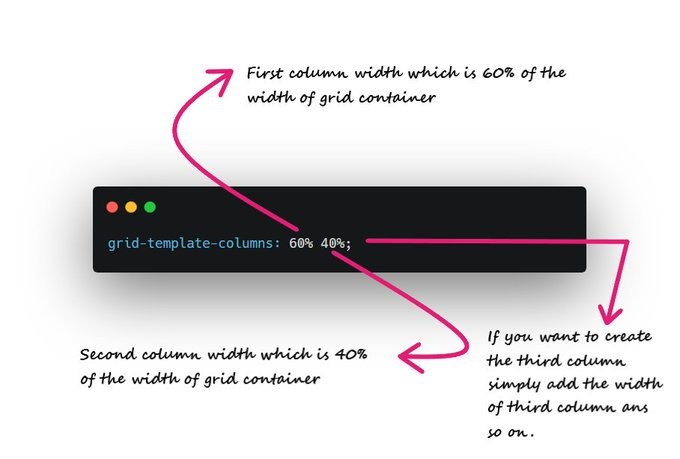 First column width which is 60% of the
width of grid container
grid-template-columns: 60% 40%;
Second column width which is 40%
of the width of grid container
If you want to create
the third column
simply add the width
of third column ans
so on.